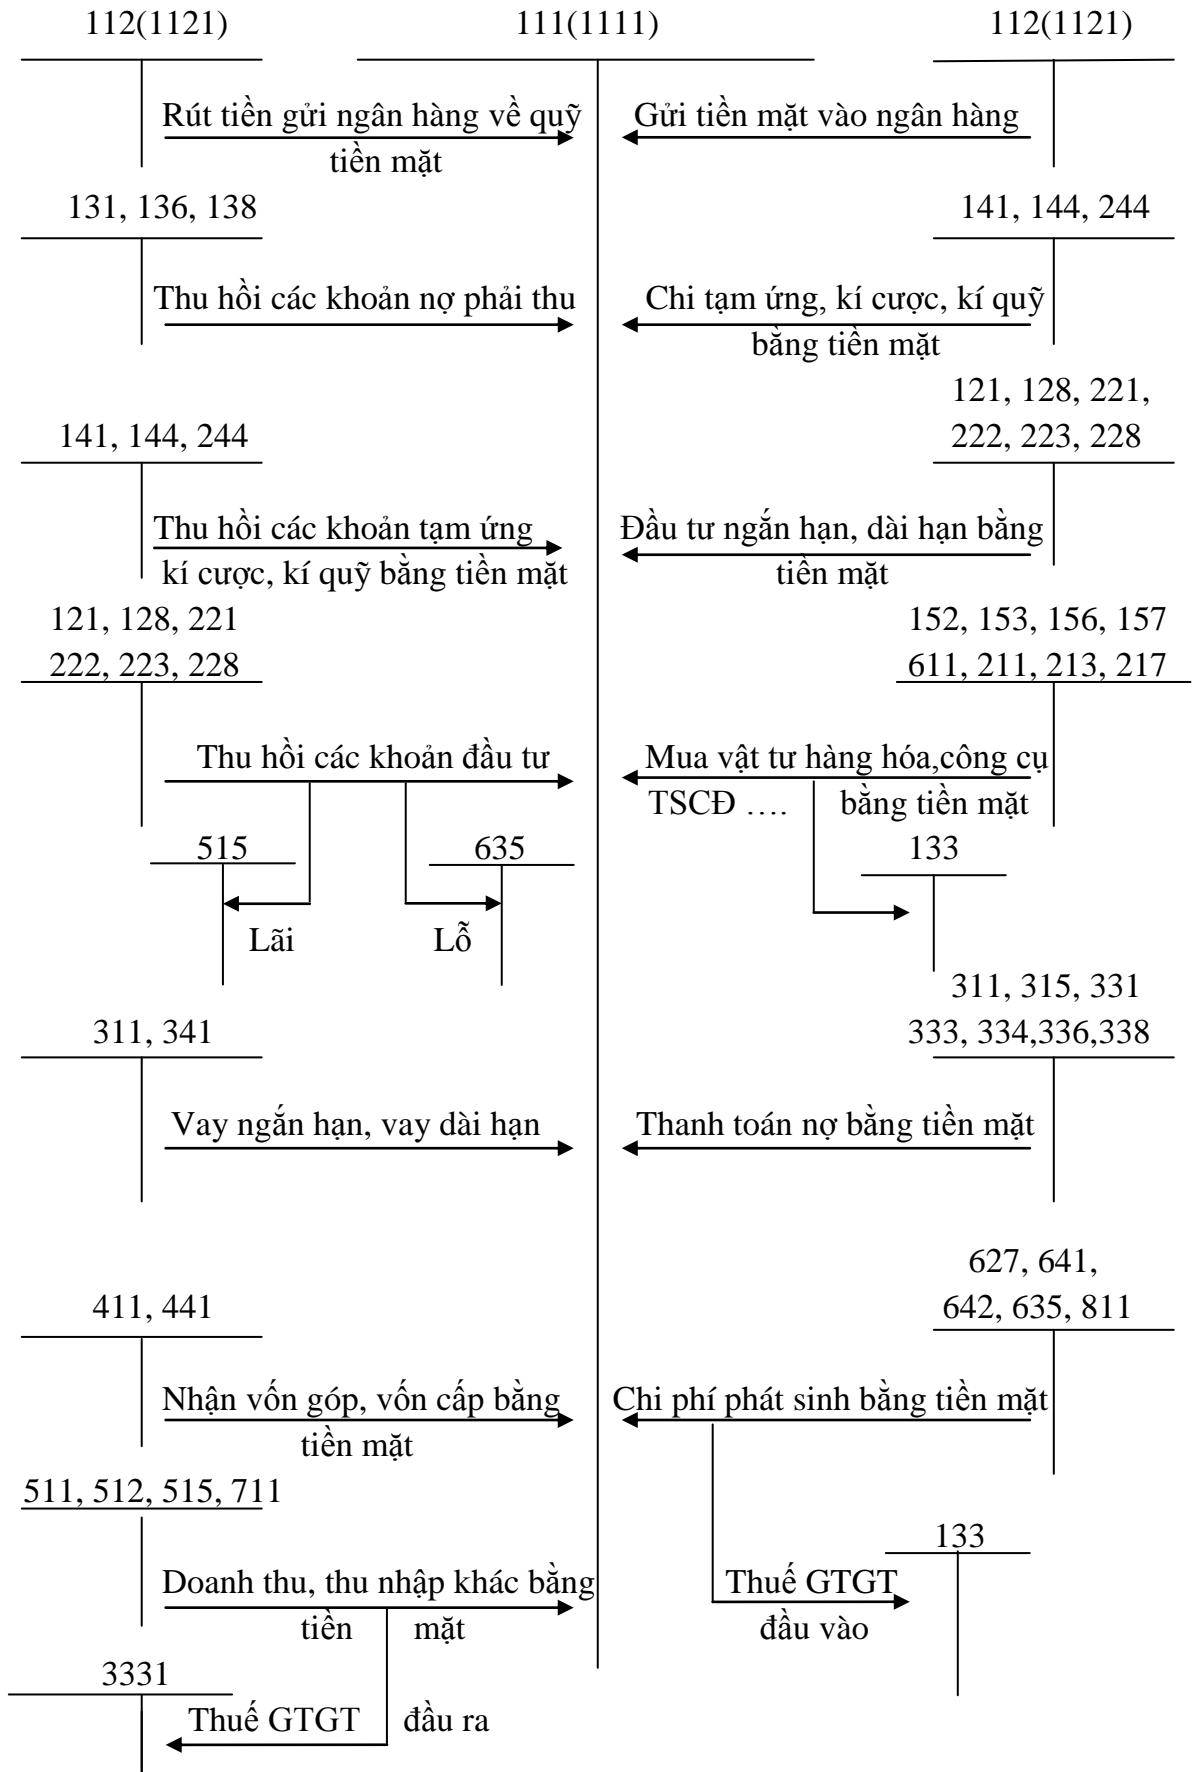 112(1121)
111(1111)
112(1121)
Rút tiền gửi ngân hàng về quỹ
tiền mặt
Gửi tiền mặt vào ngân hàng
131, 136, 138
141, 144, 244
Thu hồi các khoản nợ phải thu
Chi tạm ứng, kí cược, kí quỹ
bằng tiền mặt
141, 144, 244
121, 128, 221,
222, 223, 228
Thu hồi các khoản tạm ứng
kí cược, kí quỹ bằng tiền mặt
Đầu tư ngắn hạn, dài hạn bằng
tiền mặt
121, 128, 221
222, 223, 228
152, 153, 156, 157
611, 211, 213, 217
Thu hồi các khoản đầu tư
Mua vật tư hàng hóa,công cụ
TSCĐ …. bằng tiền mặt
515
635
133
Lãi
Lỗ
311, 341
311, 315, 331
333, 334,336,338
Vay ngắn hạn, vay dài hạn
Thanh toán nợ bằng tiền mặt
411, 441
627, 641,
642, 635, 811
Nhận vốn góp, vốn cấp bằng
tiền mặt
Chi phí phát sinh bằng tiền mặt
511, 512, 515, 711
133
Doanh thu, thu nhập khác bằng
tiền mặt
Thuế GTGT
đầu vào
3331
Thuế GTGT đầu ra